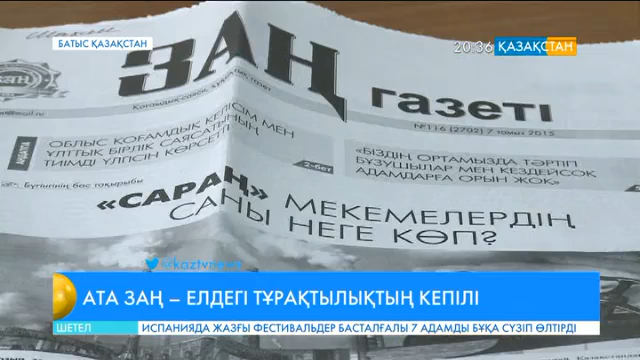 БАТЫС ҚАЗАҚСТАН
20:36 ҚАЗАҚСТАН
ЗАҢ
газеті
№116 (2702) 7 тамыз 2015
ОБЛЫС ҚОҒАМДЫҚ КЕЛІСІМ МЕН
ҰЛТТЫҚ БІРЛІК САЯСАТЫНЫҢ
ТИІМДІ ҮЛГІСІН КӨРСЕТТІ
2-бет
«БІЗДІҢ ОРТАМЫЗДА ТӘРТІП
БҰЗУШЫЛАР МЕН КЕЗДЕЙСОҚ
АДАМДАРҒА ОРЫН ЖОҚ»
Бүгінгінің бас тақырыбы
«САРАҢ» МЕКЕМЕЛЕРДІҢ
САНЫ НЕГЕ КӨП?
kaztvnews
АТА ЗАҢ – ЕЛДЕГІ ТҰРАҚТЫЛЫҚТЫҢ КЕПІЛІ
ШЕТЕЛ
ИСПАНИЯДА ЖАЗҒЫ ФЕСТИВАЛЬДЕР БАСТАЛҒАЛЫ 7 АДАМДЫ БҰҚА СҮЗІП ӨЛТІРДІ